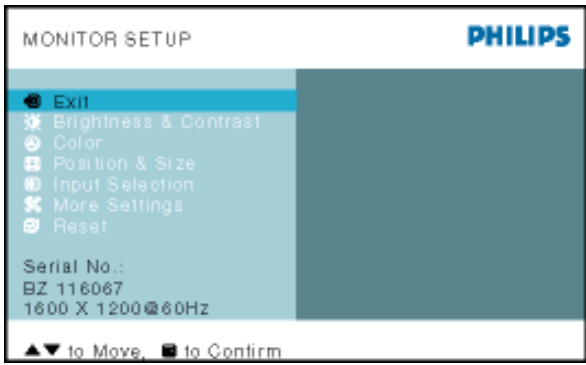 MONITOR SETUP
PHILIPS
Exit
Brightness & Contrast
Color
Position & Size
Input Selection
More Settings
Reset
Serial No.:
BZ 116067
1600 X 1200@60Hz
▲▼ to Move, ■ to Confirm